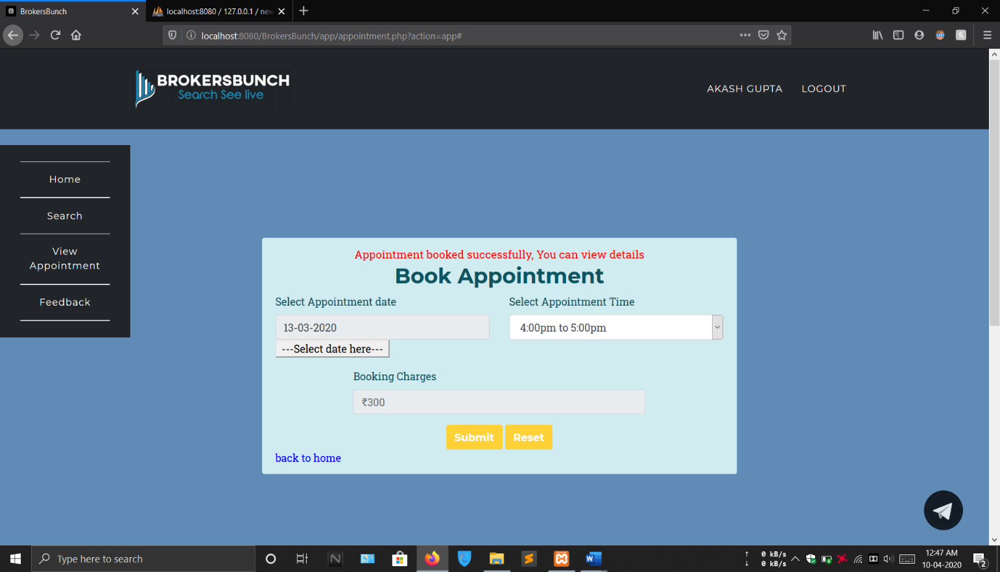 BrokersBunch
localhost:8080 / 127.0.0.1 / new
localhost:8080/BrokersBunch/app/appointment.php?action=app#
BROKERSBUNCH
Search See live
AKASH GUPTA
LOGOUT
Home
Search
View
Appointment
Feedback
Appointment booked successfully, You can view details
Book Appointment
Select Appointment date
Select Appointment Time
13-03-2020
4:00pm to 5:00pm
---Select date here---
Booking Charges
₹300
Submit
Reset
back to home
Type here to search
0 kB/s
0 kB/s
12:47 AM
10-04-2020
2